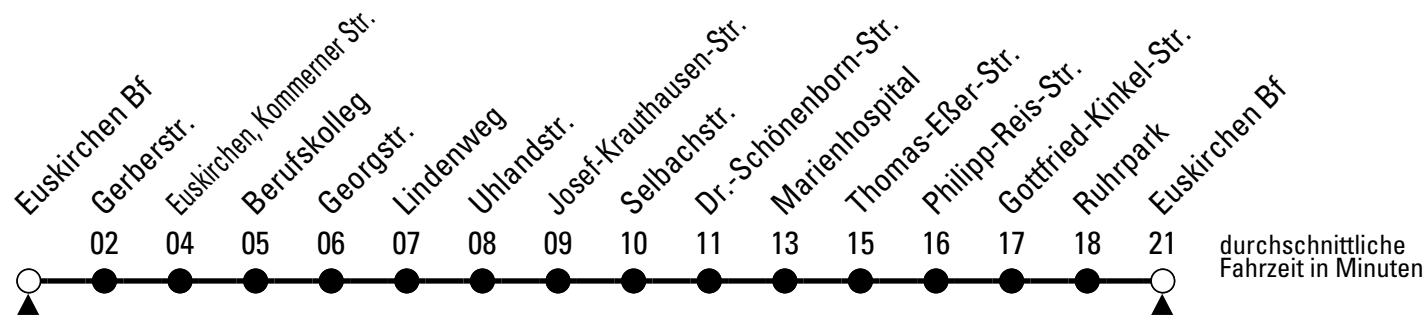 Euskirchen Bf
Gerberstr.
Euskirchen, Kommerner Str.
Berufskolleg
Georgstr.
Lindenweg
Uhlandstr.
Josef-Krauthausen-Str.
Selbachstr.
Dr.-Schönenborn-Str.
Marienhospital
Thomas-Eßer-Str.
Philipp-Reis-Str.
Gottfried-Kinkel-Str.
Ruhrpark
Euskirchen Bf
02 04 05 06 07 08 09 10 11 13 15 16 17 18 21
durchschnittliche
Fahrzeit in Minuten